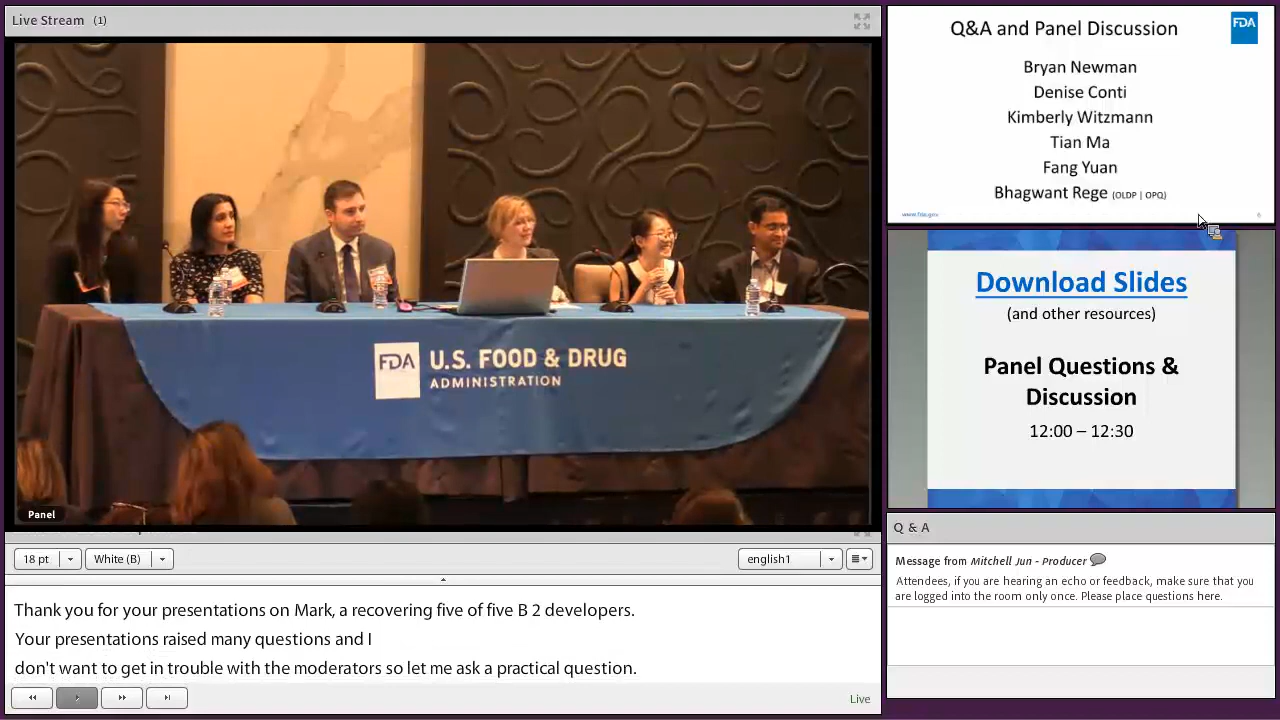 Live Stream (1)
FDA
U.S. FOOD & DRUG
ADMINISTRATION
Panel
18 pt
White (B)
english1
Thank you for your presentations on Mark, a recovering five of five B 2 developers.
Your presentations raised many questions and I
don't want to get in trouble with the moderators so let me ask a practical question.
Live
Q&A and Panel Discussion
FDA
Bryan Newman
Denise Conti
Kimberly Witzmann
Tian Ma
Fang Yuan
Bhagwant Rege (OLDP | OPQ)
www.fda.gov
6
Download Slides
(and other resources)
Panel Questions &
Discussion
12:00 – 12:30
Q & A
Message from Mitchell Jun - Producer
Attendees, if you are hearing an echo or feedback, make sure that you
are logged into the room only once. Please place questions here.